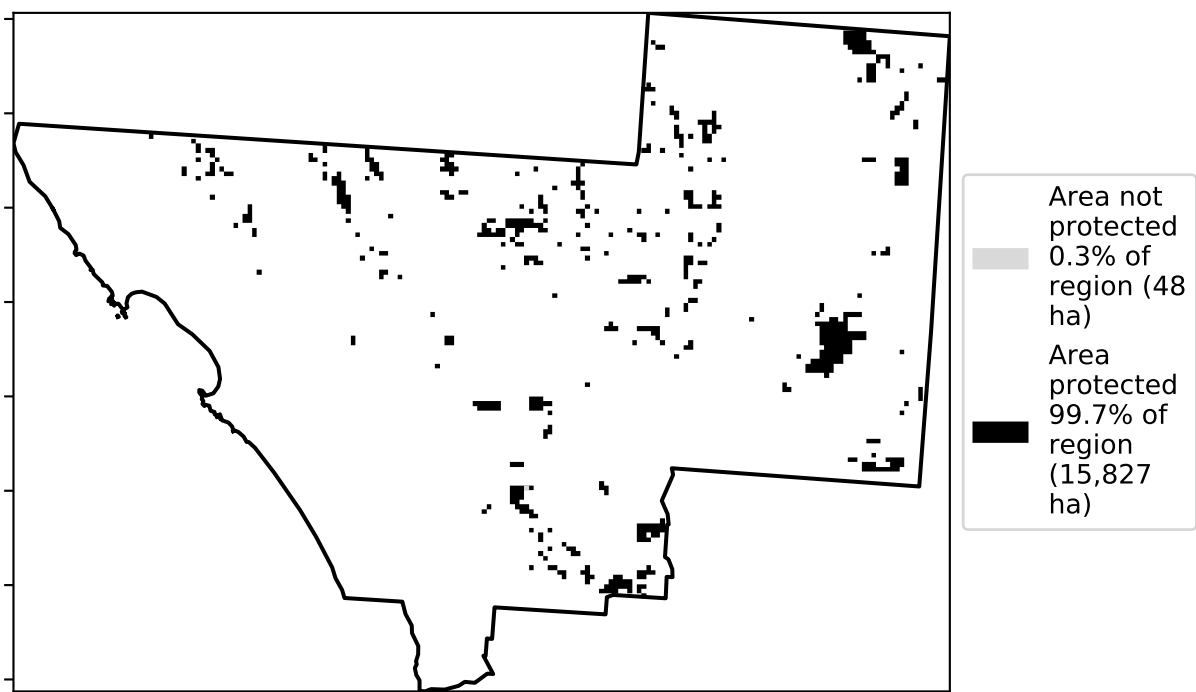 Area not
protected
0.3% of
region (48
ha)
Area
protected
99.7% of
region
(15,827
ha)